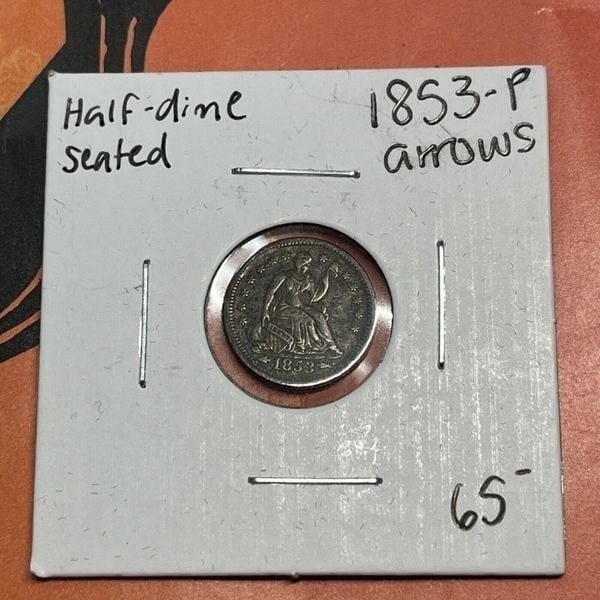 Half-dime
seated
1853-P
arrows
1853
65-